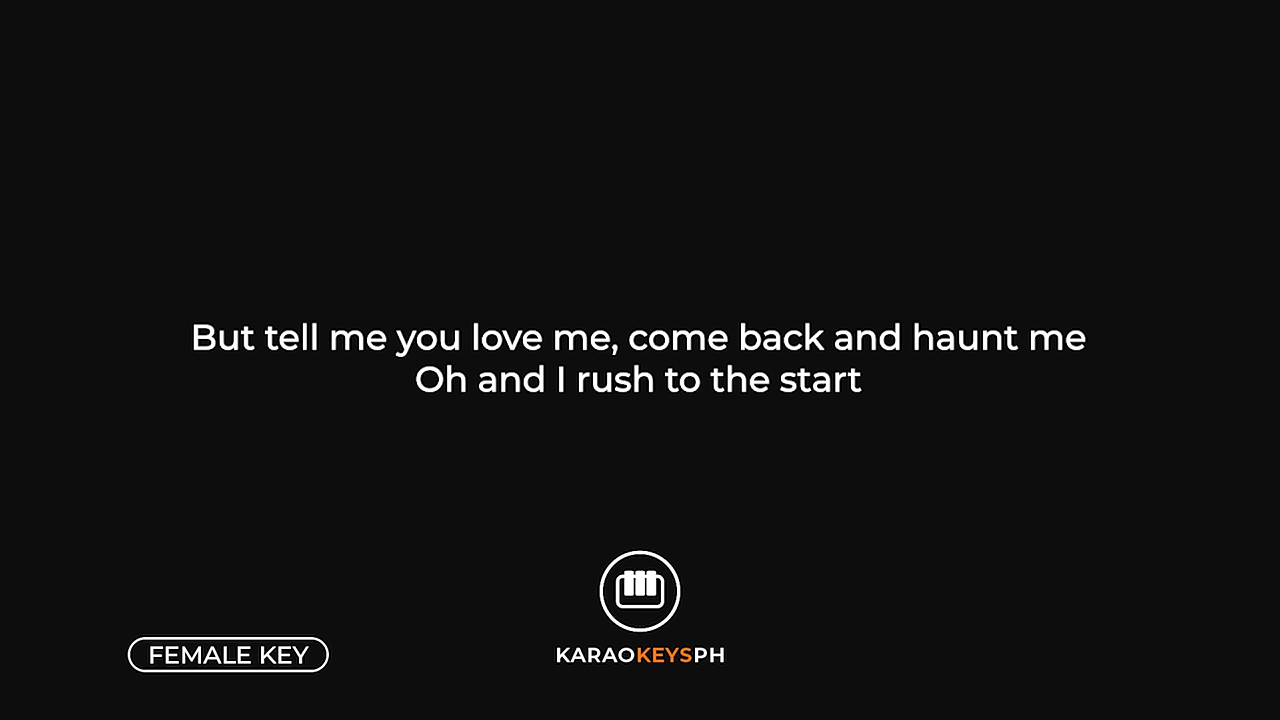 But tell me you love me, come back and haunt me
Oh and I rush to the start
FEMALE KEY
KARAOKEYSPH